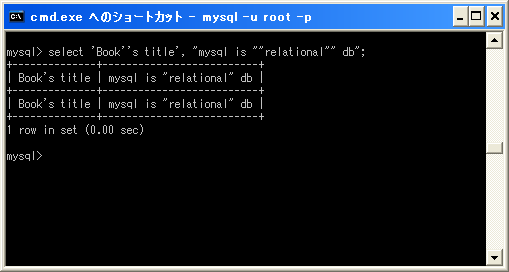 cmd.exe へのショートカット - mysql -u root -p
mysql> select 'Book''s title', "mysql is ""relational"" db";
+--------------+-------------------------+
| Book's title | mysql is "relational" db |
+--------------+-------------------------+
| Book's title | mysql is "relational" db |
+--------------+-------------------------+
1 row in set (0.00 sec)
mysql>